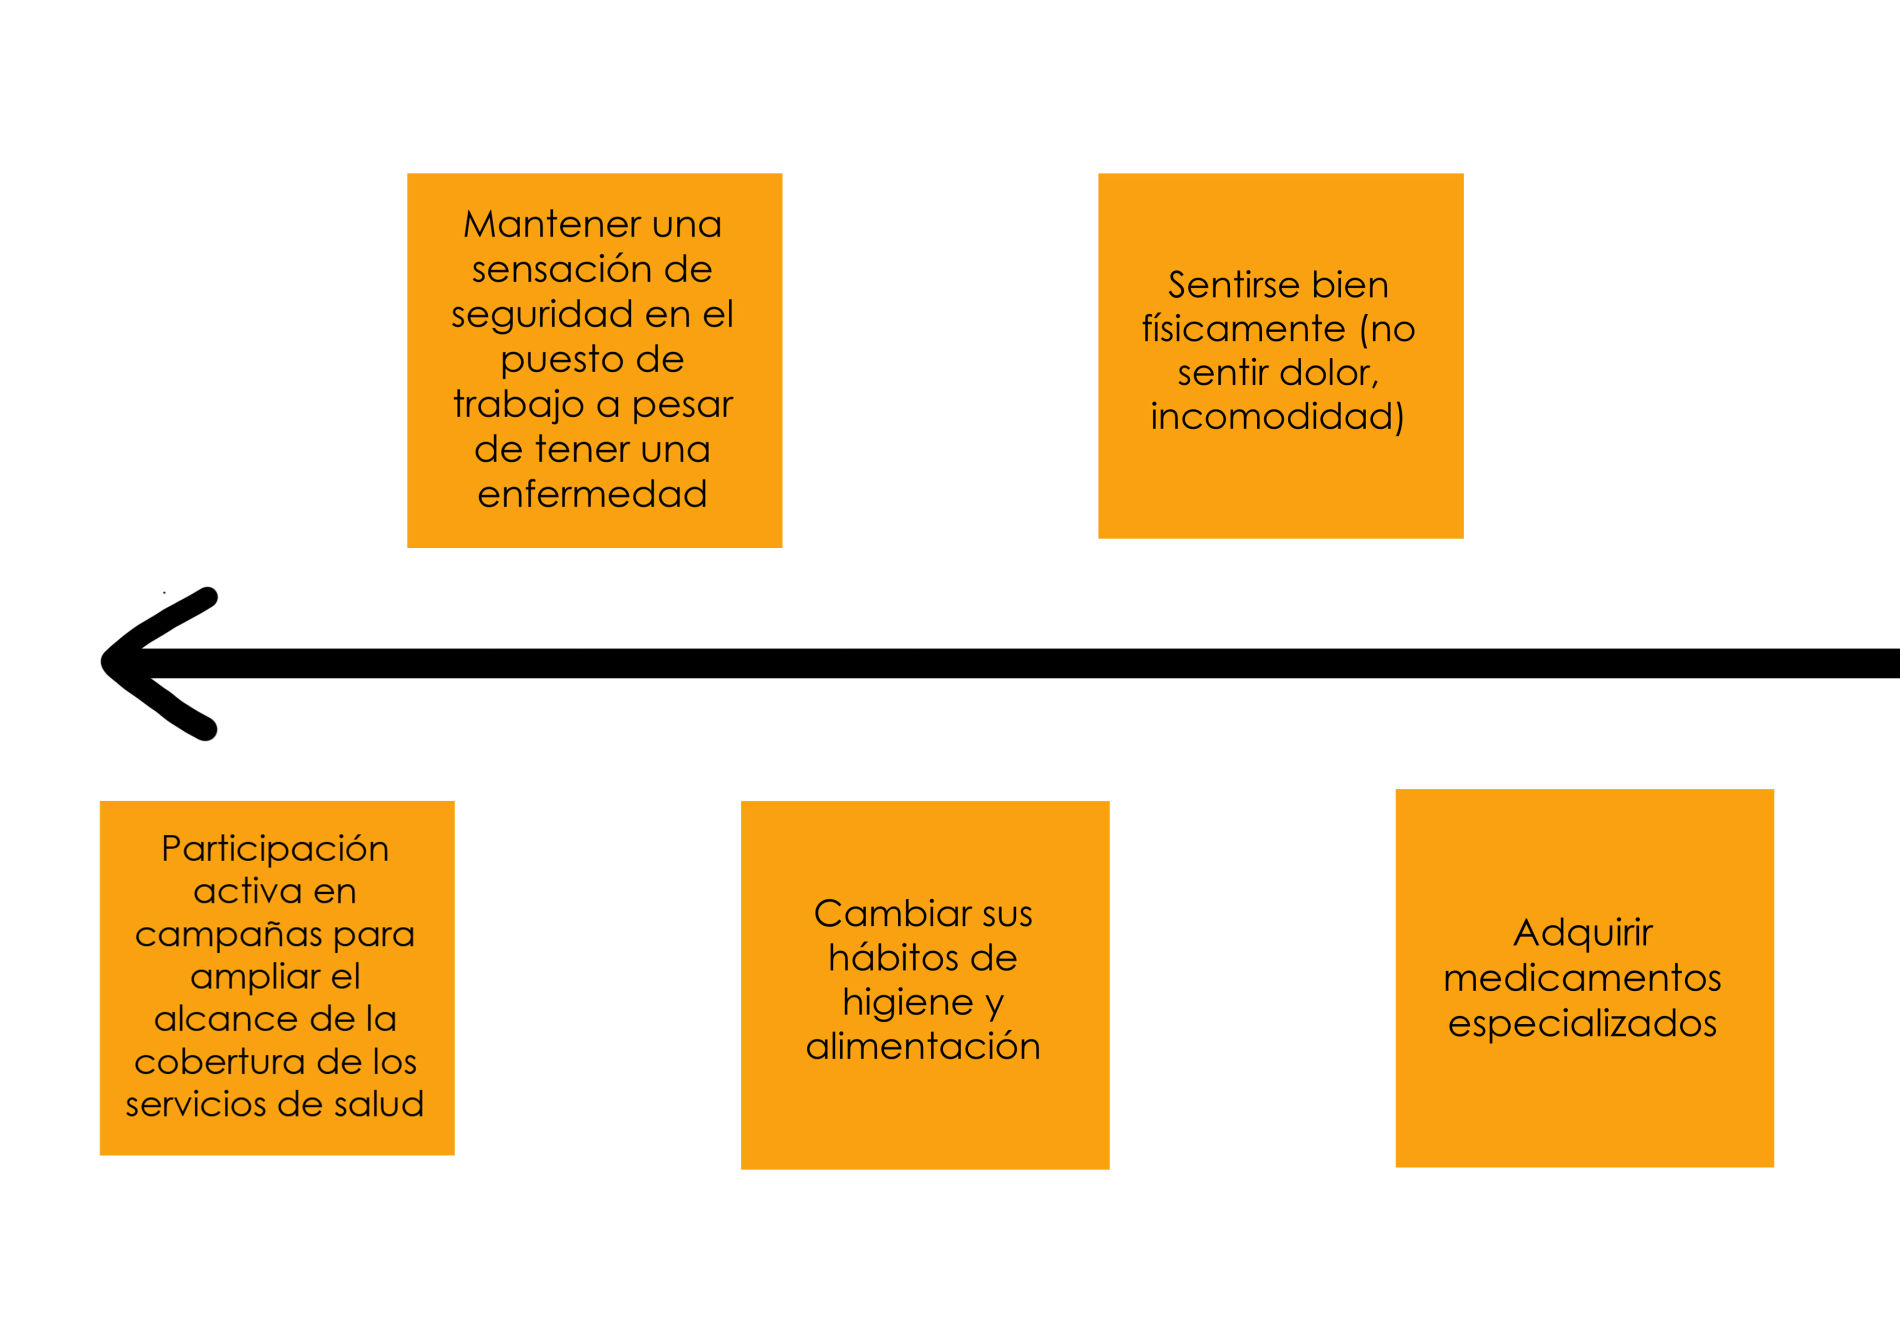 Mantener una
sensación de
seguridad en el
puesto de
trabajo a pesar
de tener una
enfermedad
Sentirse bien
físicamente (no
sentir dolor,
incomodidad)
Participación
activa en
campañas para
ampliar el
alcance de la
cobertura de los
servicios de salud
Cambiar sus
hábitos de
higiene y
alimentación
Adquirir
medicamentos
especializados